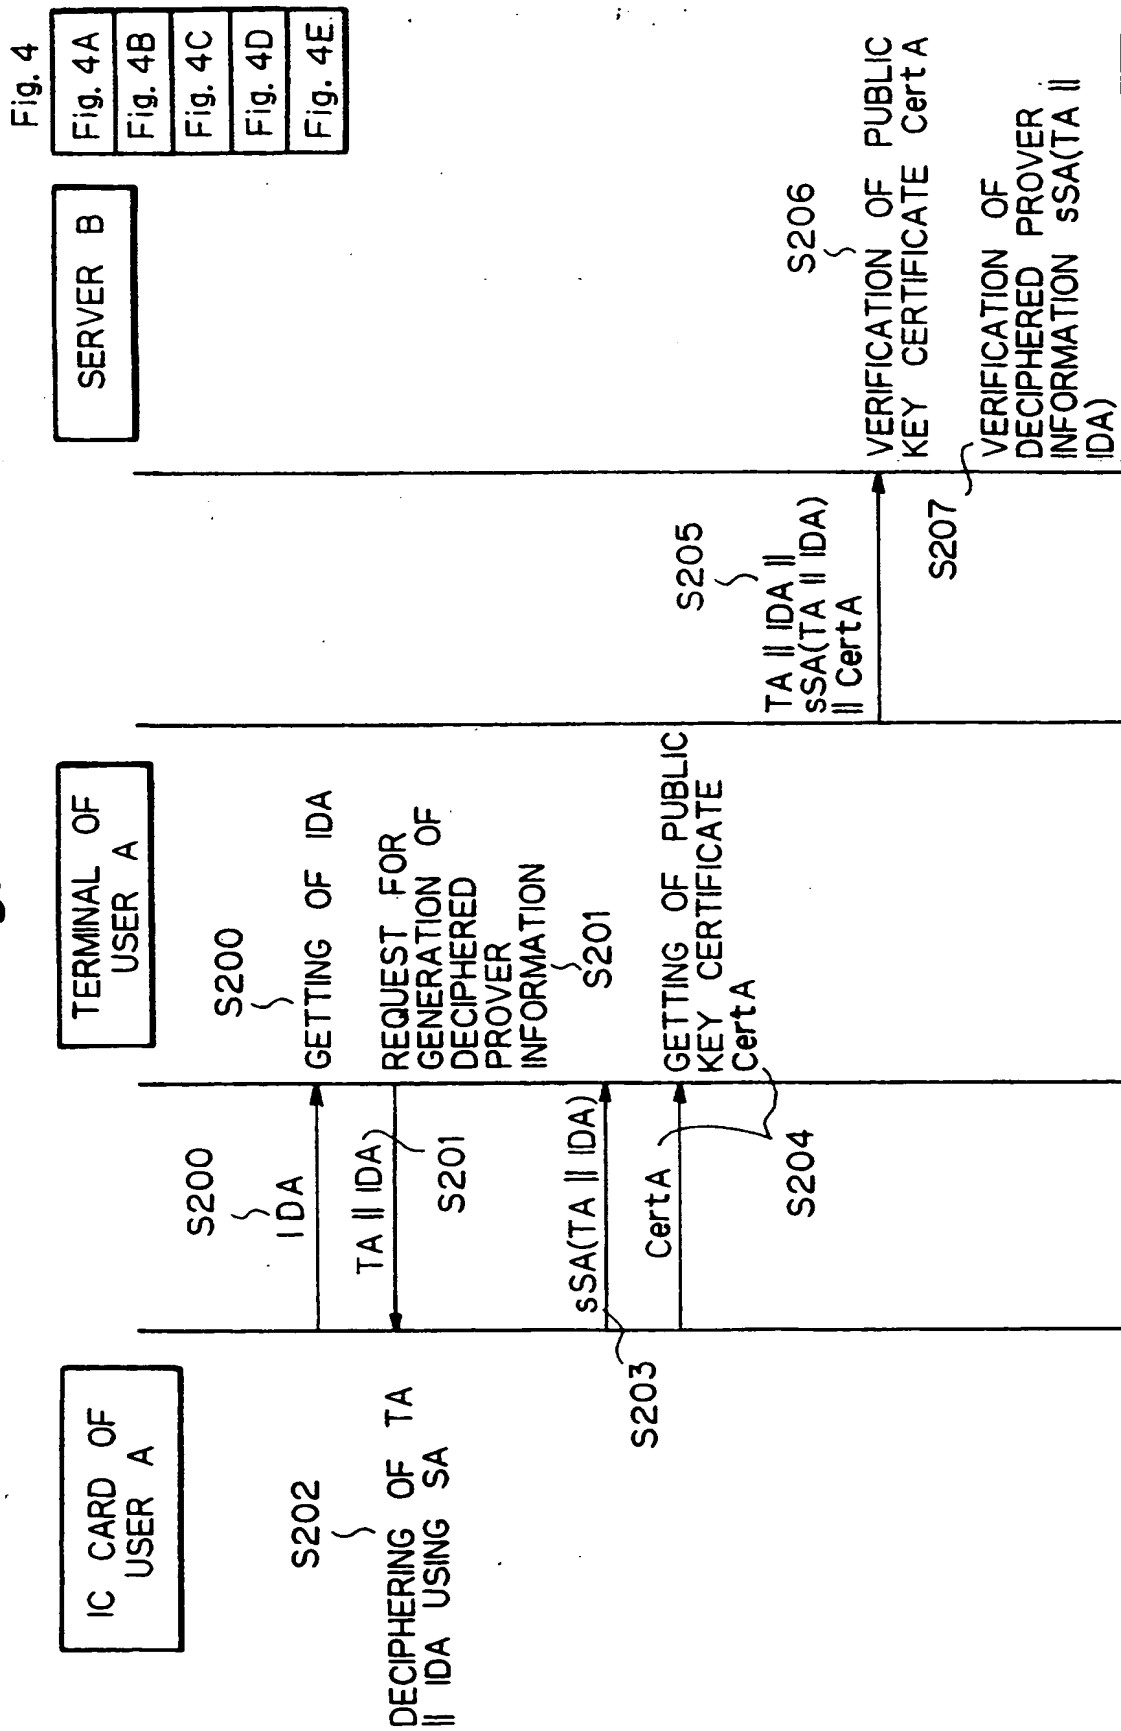 Fig. 4
Fig. 4A
Fig. 4B
Fig. 4C
Fig. 4D
Fig. 4E
IC CARD OF
USER A
TERMINAL OF
USER A
SERVER B
S200
IDA
S200
GETTING OF IDA
TA || IDA
S201
REQUEST FOR
GENERATION OF
DECIPHERED
PROVER
INFORMATION
S201
S202
DECIPHERING OF TA
|| IDA USING SA
sSA(TA || IDA)
S203
CertA
S204
GETTING OF PUBLIC
KEY CERTIFICATE
CertA
S205
TA || IDA ||
sSA(TA || IDA)
|| CertA
S206
VERIFICATION OF PUBLIC
KEY CERTIFICATE CertA
S207
VERIFICATION OF
DECIPHERED PROVER
INFORMATION sSA(TA ||
IDA)